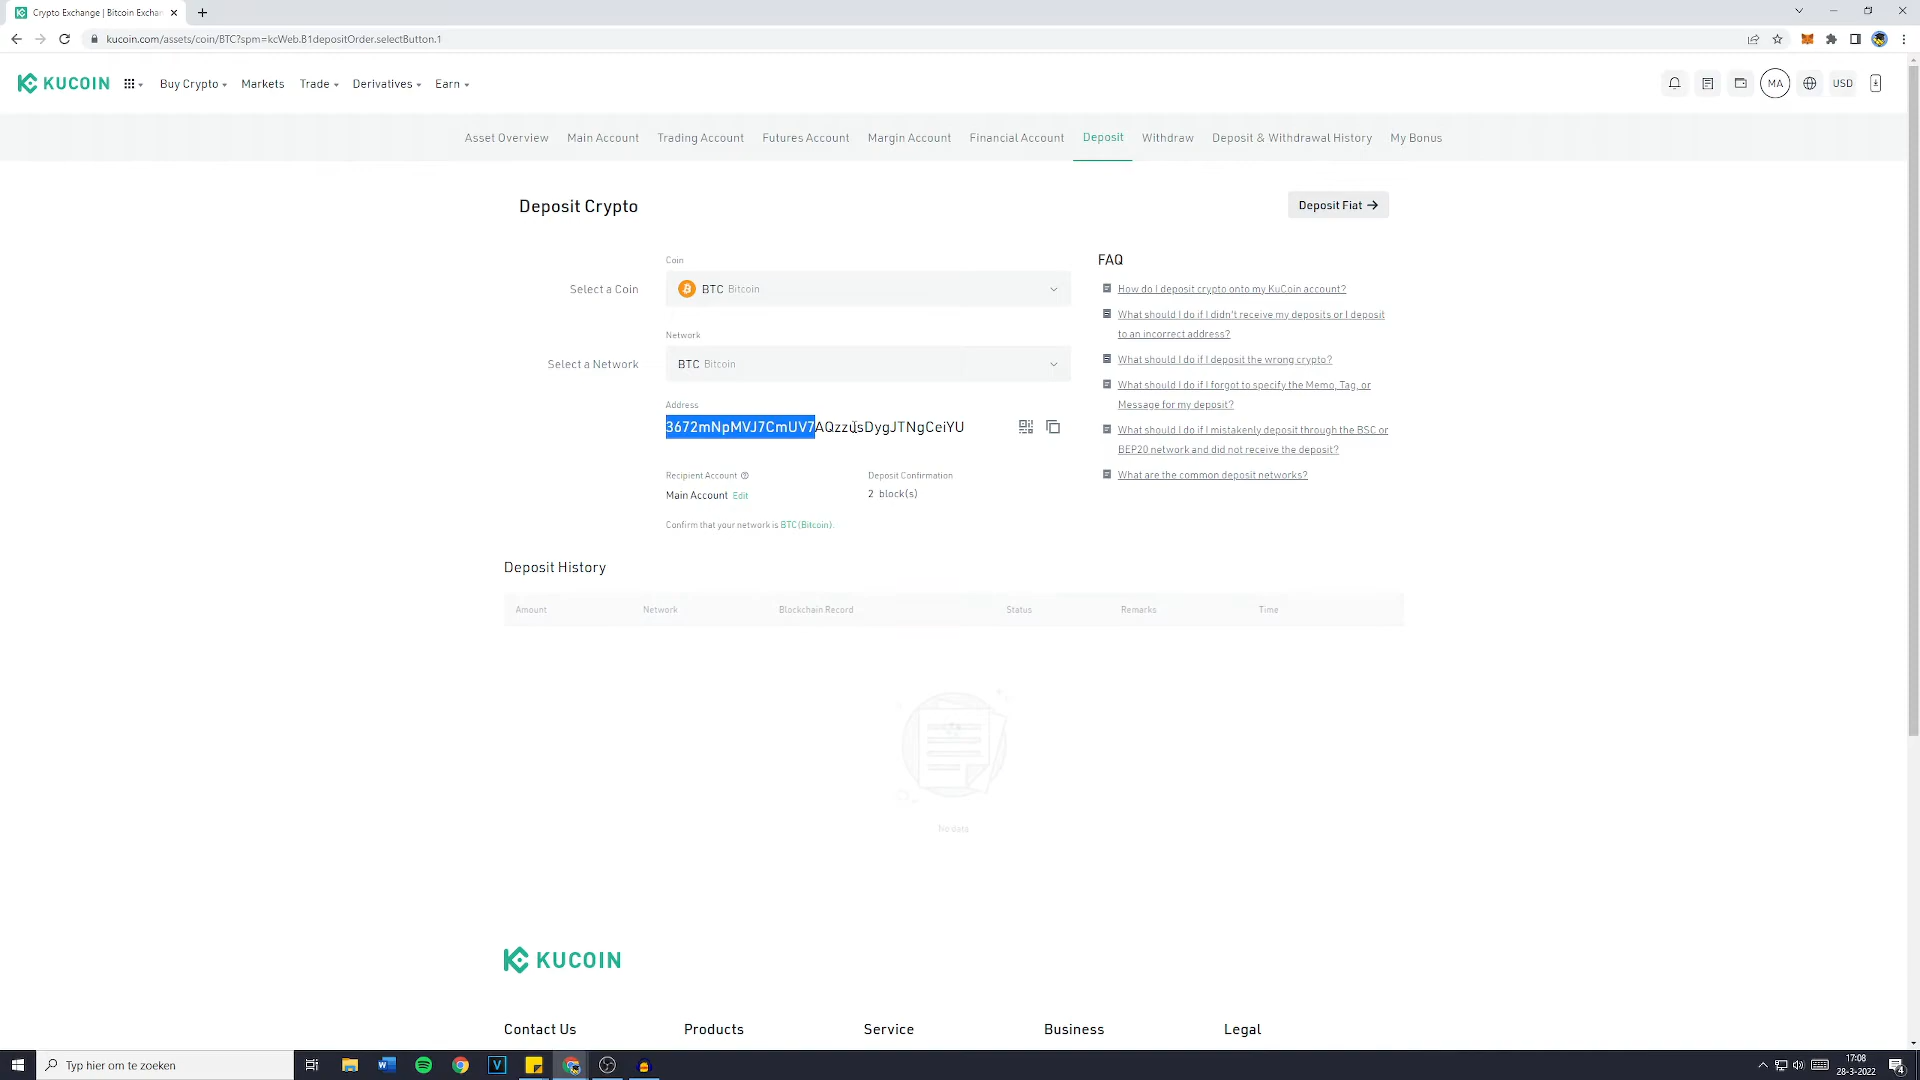 Crypto Exchange | Bitcoin Exchan
kucoin.com/assets/coin/BTC?spm=kcWeb.B1depositOrder.selectButton.1
KUCOIN
Buy Crypto
Markets
Trade
Derivatives
Earn
MA
USD
Asset Overview
Main Account
Trading Account
Futures Account
Margin Account
Financial Account
Deposit
Withdraw
Deposit & Withdrawal History
My Bonus
Deposit Crypto
Deposit Fiat
Coin
Select a Coin
BTC Bitcoin
Network
Select a Network
BTC Bitcoin
Address
3672mNpMVJ7CmUV7AQzzusDygJTNgCeiYU
Recipient Account
Deposit Confirmation
Main Account Edit
2 block(s)
Confirm that your network is BTC(Bitcoin).
FAQ
How do I deposit crypto onto my KuCoin account?
What should I do if I didn't receive my deposits or I deposit
to an incorrect address?
What should I do if I deposit the wrong crypto?
What should I do if I forgot to specify the Memo, Tag, or
Message for my deposit?
What should I do if I mistakenly deposit through the BSC or
BEP20 network and did not receive the deposit?
What are the common deposit networks?
Deposit History
Amount
Network
Blockchain Record
Status
Remarks
Time
No data
KUCOIN
Contact Us
Products
Service
Business
Legal
Typ hier om te zoeken
17:08
28-3-2022
4